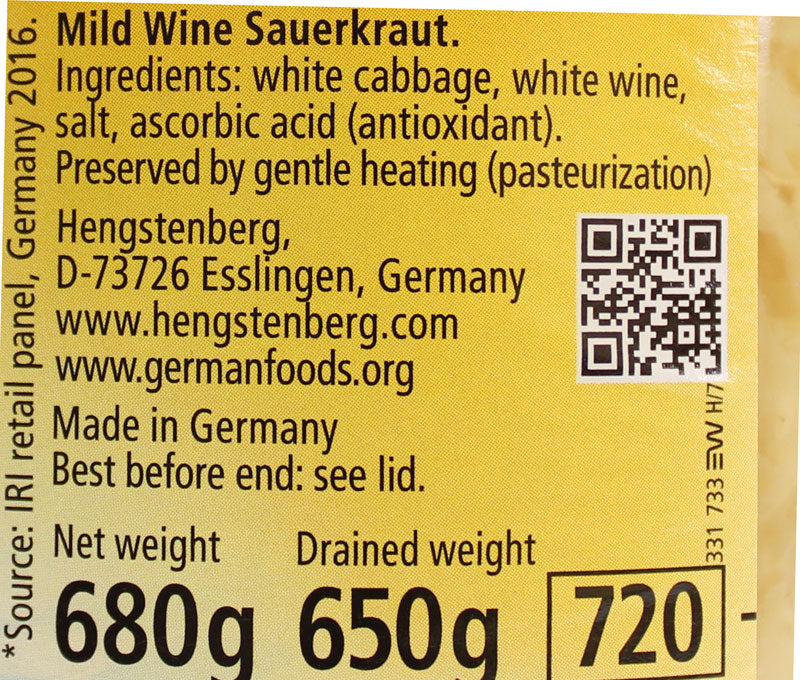 Mild Wine Sauerkraut.
Ingredients: white cabbage, white wine,
salt, ascorbic acid (antioxidant).
Preserved by gentle heating (pasteurization)
Hengstenberg,
D-73726 Esslingen, Germany
www.hengstenberg.com
www.germanfoods.org
Made in Germany
Best before end: see lid.
Net weight Drained weight
680g 650g 720
*Source: IRI retail panel, Germany 2016.
331 733 EW H/7